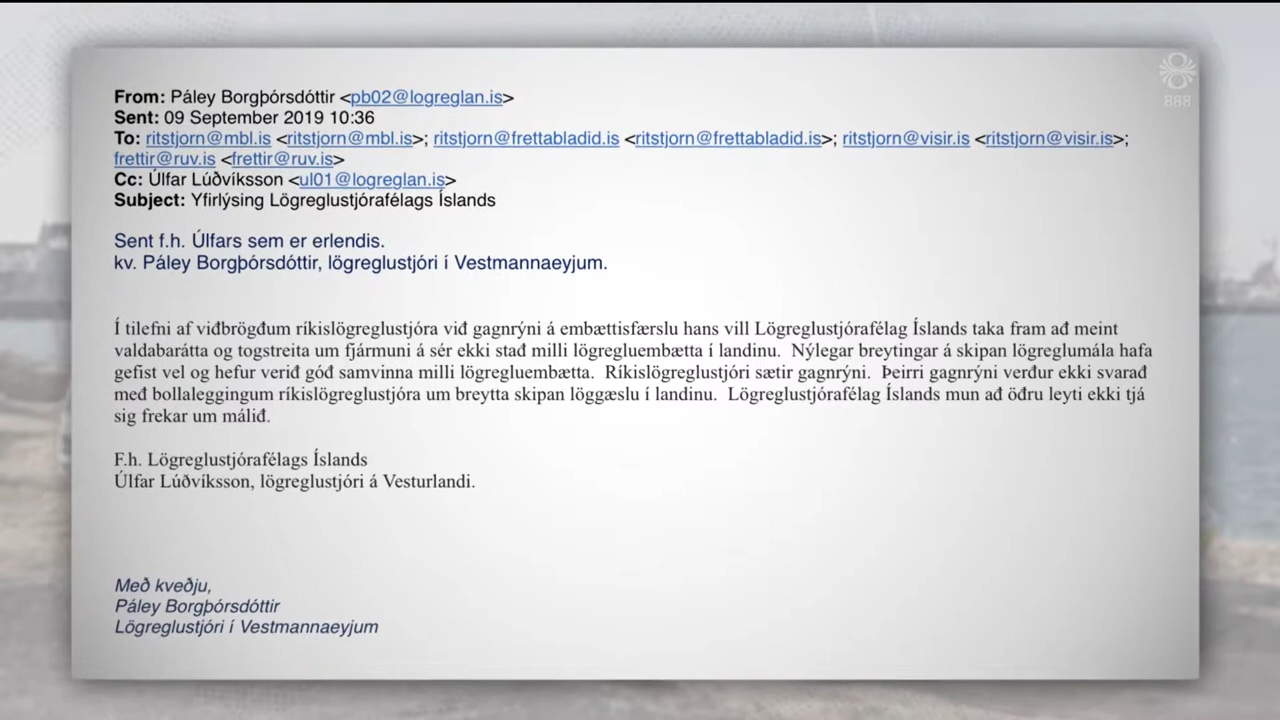 888
From: Páley Borgþórsdóttir <pb02@logreglan.is>
Sent: 09 September 2019 10:36
To: ritstjorn@mbl.is <ritstjorn@mbl.is>; ritstjorn@frettabladid.is <ritstjorn@frettabladid.is>; ritstjorn@visir.is <ritstjorn@visir.is>;
frettir@ruv.is <frettir@ruv.is>
Cc: Úlfar Lúðvíksson <ul01@logreglan.is>
Subject: Yfirlýsing Lögreglustjórafélags Íslands
Sent f.h. Úlfars sem er erlendis.
kv. Páley Borgþórsdóttir, lögreglustjóri í Vestmannaeyjum.
Í tilefni af viðbrögðum ríkislögreglustjóra við gagnrýni á embættisfærslu hans vill Lögreglustjórafélag Íslands taka fram að meint
valdabarátta og togstreita um fjármuni á sér ekki stað milli lögregluembætta í landinu.  Nýlegar breytingar á skipan lögreglumála hafa
gefist vel og hefur verið góð samvinna milli lögregluembætta.  Ríkislögreglustjóri sætir gagnrýni.  Þeirri gagnrýni verður ekki svarað
með bollaleggingum ríkislögreglustjóra um breytta skipan löggæslu í landinu.  Lögreglustjórafélag Íslands mun að öðru leyti ekki tjá
sig frekar um málið.
F.h. Lögreglustjórafélags Íslands
Úlfar Lúðvíksson, lögreglustjóri á Vesturlandi.
Með kveðju,
Páley Borgþórsdóttir
Lögreglustjóri í Vestmannaeyjum